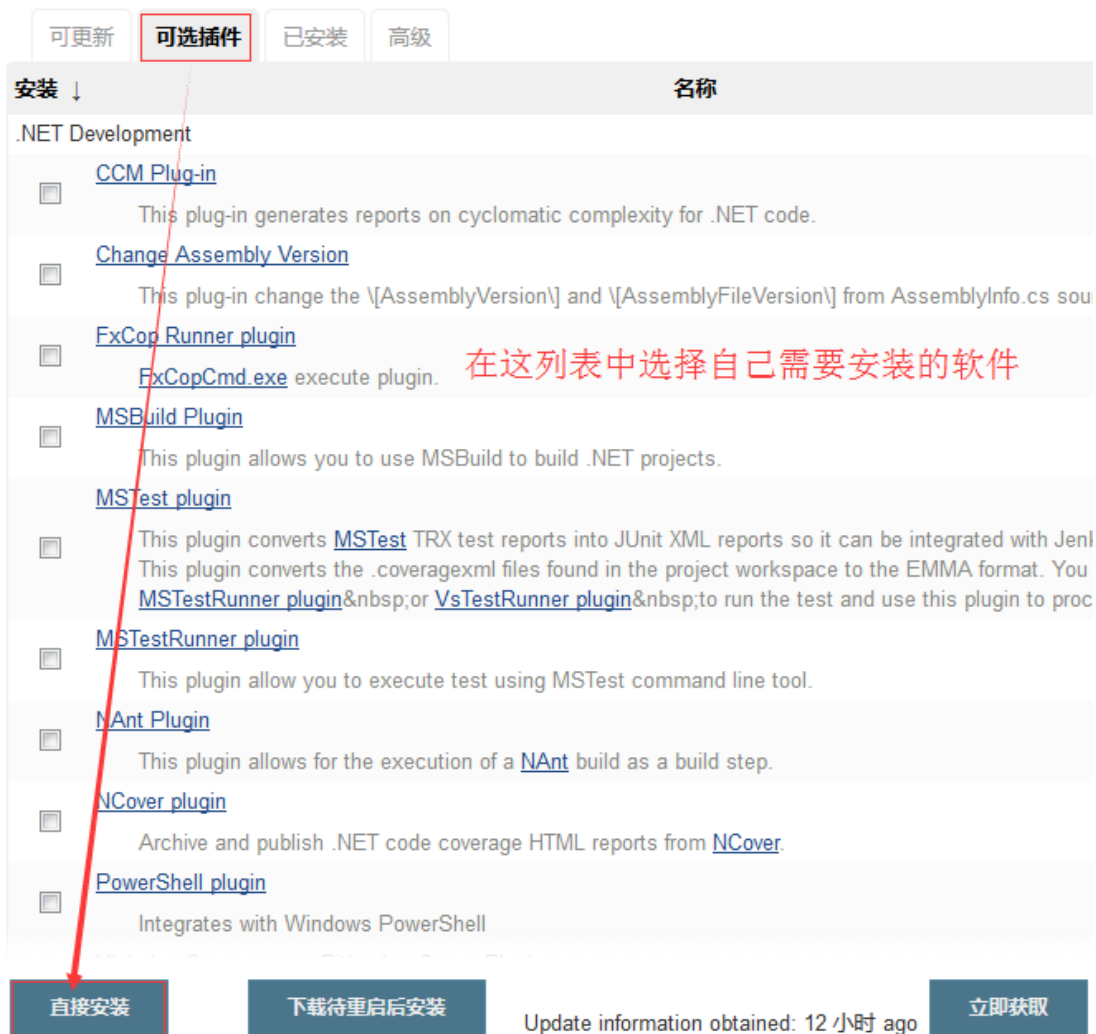 可更新 可选插件 已安装 高级
安装 ↓ 名称
.NET Development
CCM Plug-in
This plug-in generates reports on cyclomatic complexity for .NET code.
Change Assembly Version
This plug-in change the \[AssemblyVersion\] and \[AssemblyFileVersion\] from AssemblyInfo.cs sou
FxCop Runner plugin
在这列表中选择自己需要安装的软件
FxCopCmd.exe execute plugin.
MSBuild Plugin
This plugin allows you to use MSBuild to build .NET projects.
MSTest plugin
This plugin converts MSTest TRX test reports into JUnit XML reports so it can be integrated with Jenk
This plugin converts the .coveragexml files found in the project workspace to the EMMA format. You
MSTestRunner plugin&nbsp;or VsTestRunner plugin&nbsp;to run the test and use this plugin to proc
MSTestRunner plugin
This plugin allow you to execute test using MSTest command line tool.
NAnt Plugin
This plugin allows for the execution of a NAnt build as a build step.
NCover plugin
Archive and publish .NET code coverage HTML reports from NCover.
PowerShell plugin
Integrates with Windows PowerShell
直接安装 下载待重启后安装 Update information obtained: 12 小时 ago 立即获取